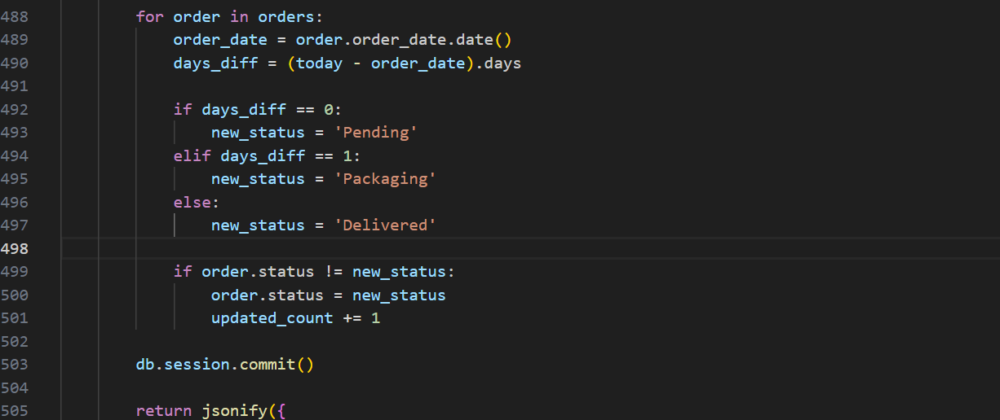 488 for order in orders:
489 order_date = order.order_date.date()
490 days_diff = (today - order_date).days
491
492 if days_diff == 0:
493 new_status = 'Pending'
494 elif days_diff == 1:
495 new_status = 'Packaging'
496 else:
497 new_status = 'Delivered'
498
499 if order.status != new_status:
500 order.status = new_status
501 updated_count += 1
502
503 db.session.commit()
504
505 return jsonify({